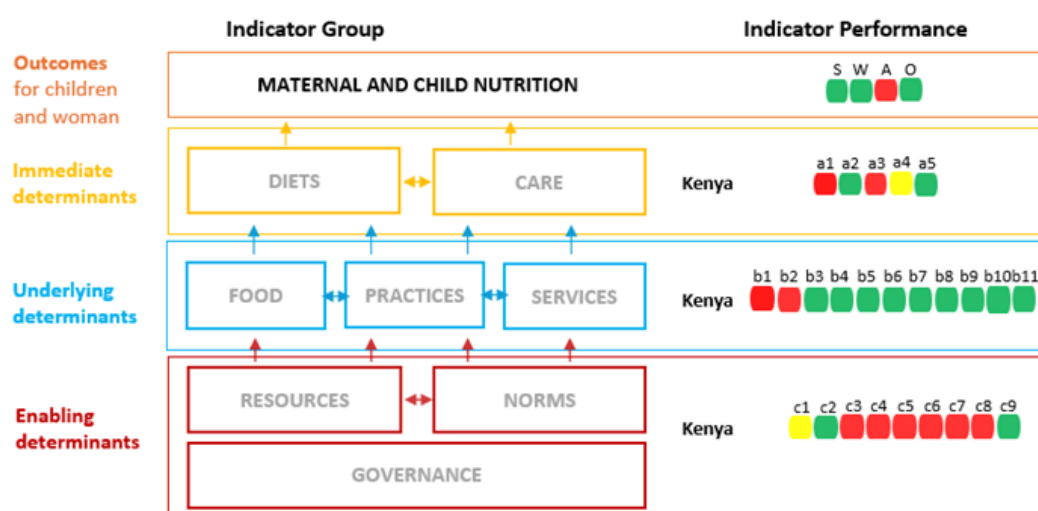 Indicator Group
Indicator Performance
Outcomes
for children
and woman
MATERNAL AND CHILD NUTRITION
S W A O
Immediate
determinants
DIETS
CARE
Kenya
a1 a2 a3 a4 a5
Underlying
determinants
FOOD
PRACTICES
SERVICES
Kenya
b1 b2 b3 b4 b5 b6 b7 b8 b9 b10 b11
Enabling
determinants
RESOURCES
NORMS
Kenya
c1 c2 c3 c4 c5 c6 c7 c8 c9
GOVERNANCE